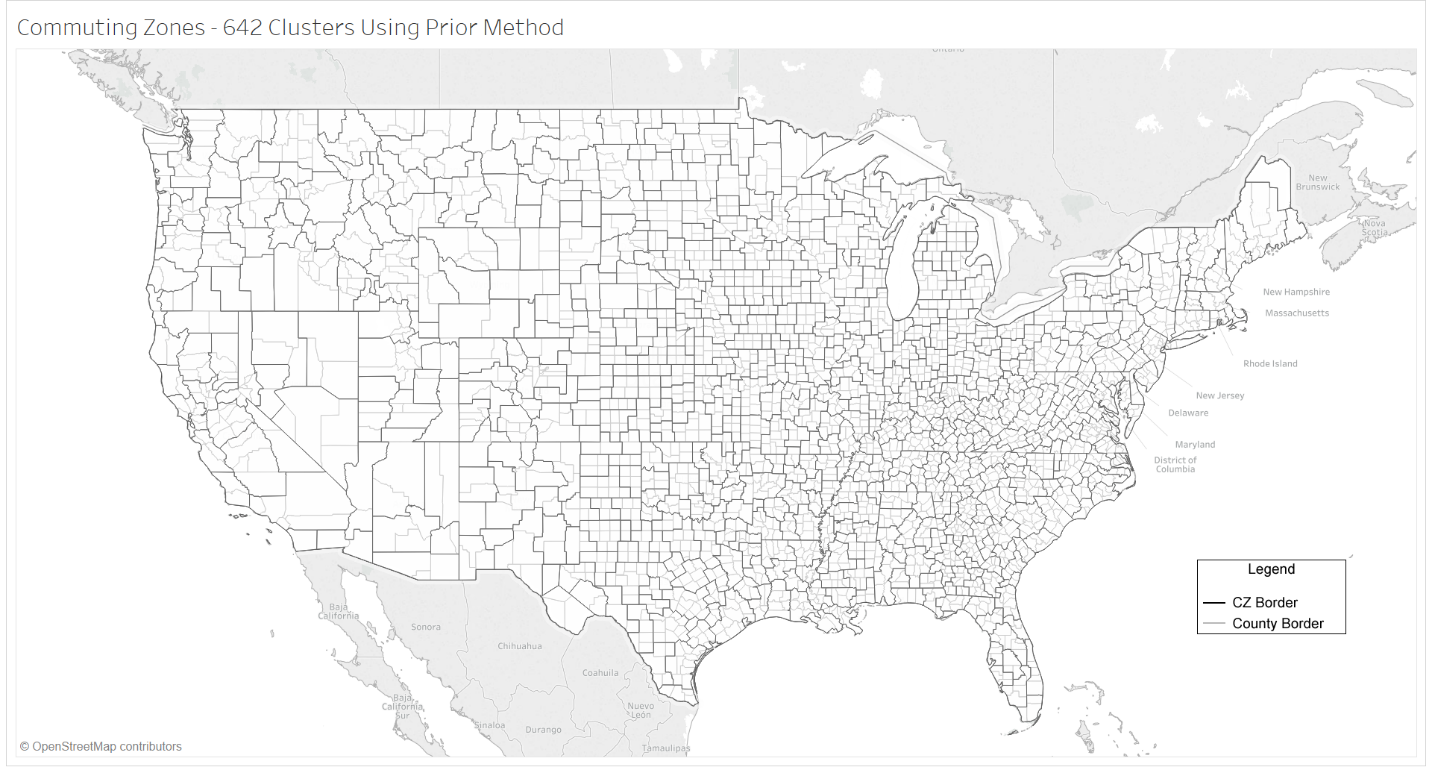 Commuting Zones - 642 Clusters Using Prior Method
Ontario
New
Brunswick
Nova
Scotia
New Hampshire
Massachusetts
Rhode Island
New Jersey
Delaware
Maryland
District of
Columbia
Legend
CZ Border
County Border
Baja
California
Sonora
Chihuahua
Coahuila
Baja
California
Sur
Nuevo
León
Sinaloa
Durango
Tamaulipas
© OpenStreetMap contributors